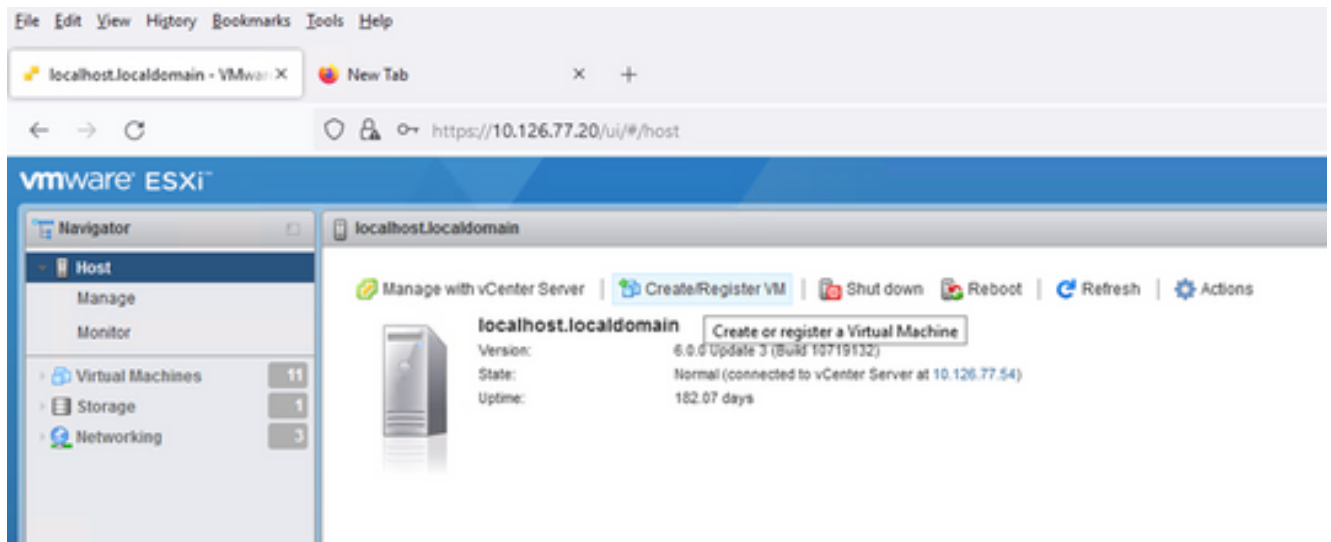 File Edit View History Bookmarks Tools Help
localhost.localdomain - VMwar
New Tab
https://10.126.77.20/ui/#/host
vmware ESXi™
Navigator
localhost.localdomain
Host
Manage
Monitor
Virtual Machines 11
Storage 1
Networking 3
Manage with vCenter Server | Create/Register VM | Shut down Reboot | Refresh | Actions
localhost.localdomain
Create or register a Virtual Machine
Version: 6.0.0 Update 3 (Build 10719132)
State: Normal (connected to vCenter Server at 10.126.77.54)
Uptime: 182.07 days